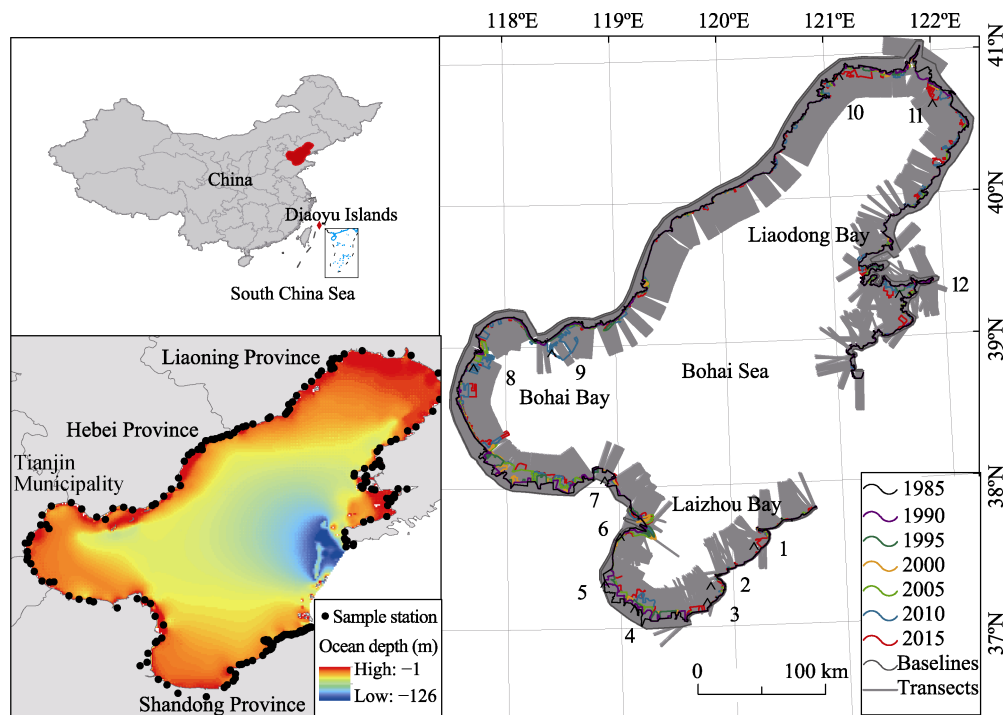 China
Diaoyu Islands
South China Sea
Liaoning Province
Hebei Province
Tianjin
Municipality
Shandong Province
Sample station
Ocean depth (m)
High: −1
Low: −126
118°E
119°E
120°E
121°E
122°E
41°N
40°N
39°N
38°N
37°N
10
11
Liaodong Bay
12
Bohai Sea
8
9
Bohai Bay
7
Laizhou Bay
6
1
5
2
3
4
0 100 km
1985
1990
1995
2000
2005
2010
2015
Baselines
Transects